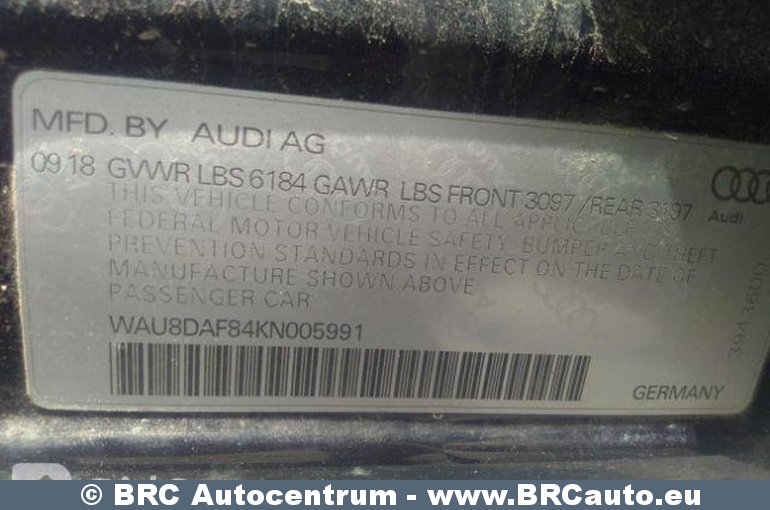 MFD. BY AUDI AG
09 18 GVWR LBS 6184 GAWR LBS FRONT 3097 / REAR 3197
THIS VEHICLE CONFORMS TO ALL APPLICABLE
FEDERAL MOTOR VEHICLE SAFETY, BUMPER AND THEFT
PREVENTION STANDARDS IN EFFECT ON THE DATE OF
MANUFACTURE SHOWN ABOVE
PASSENGER CAR
WAU8DAF84KN005991
Audi
3943600
GERMANY
© BRC Autocentrum - www.BRCauto.eu